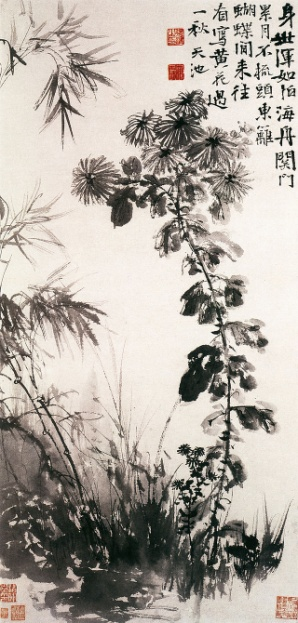 身世渾如泊海舟關門
累月不梳頭東籬
蝴蝶閒來往
看寫黃花過
一秋 天池